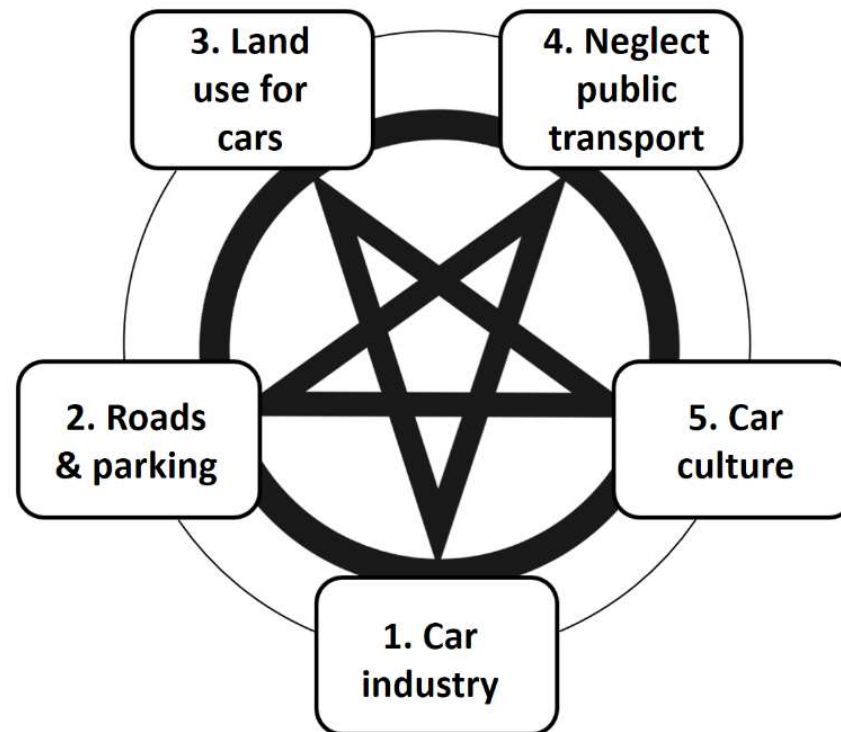 3. Land
use for
cars
4. Neglect
public
transport
2. Roads
& parking
5. Car
culture
1. Car
industry